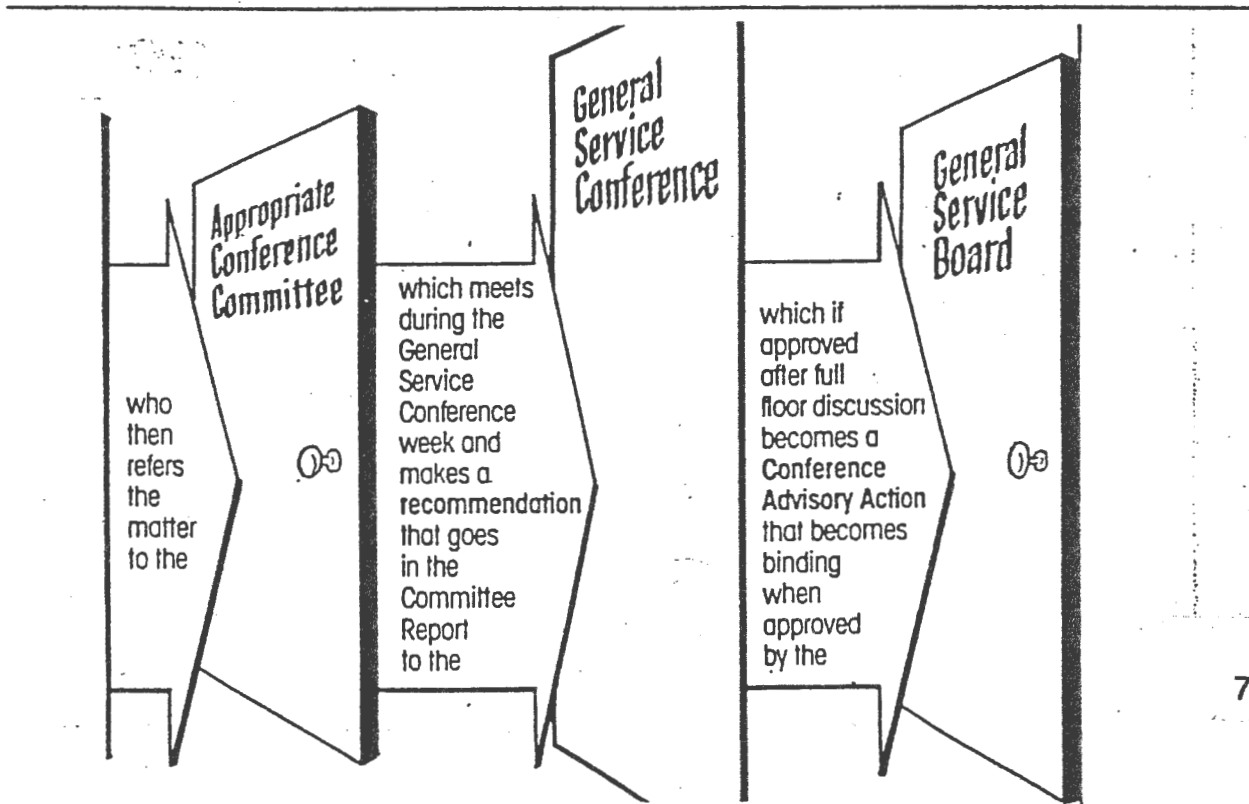 who
then
refers
the
matter
to the
Appropriate
Conference
Committee
which meets
during the
General
Service
Conference
week and
makes a
recommendation
that goes
in the
Committee
Report
to the
General
Service
Conference
which if
approved
after full
floor discussion
becomes a
Conference
Advisory Action
that becomes
binding
when
approved
by the
General
Service
Board
7